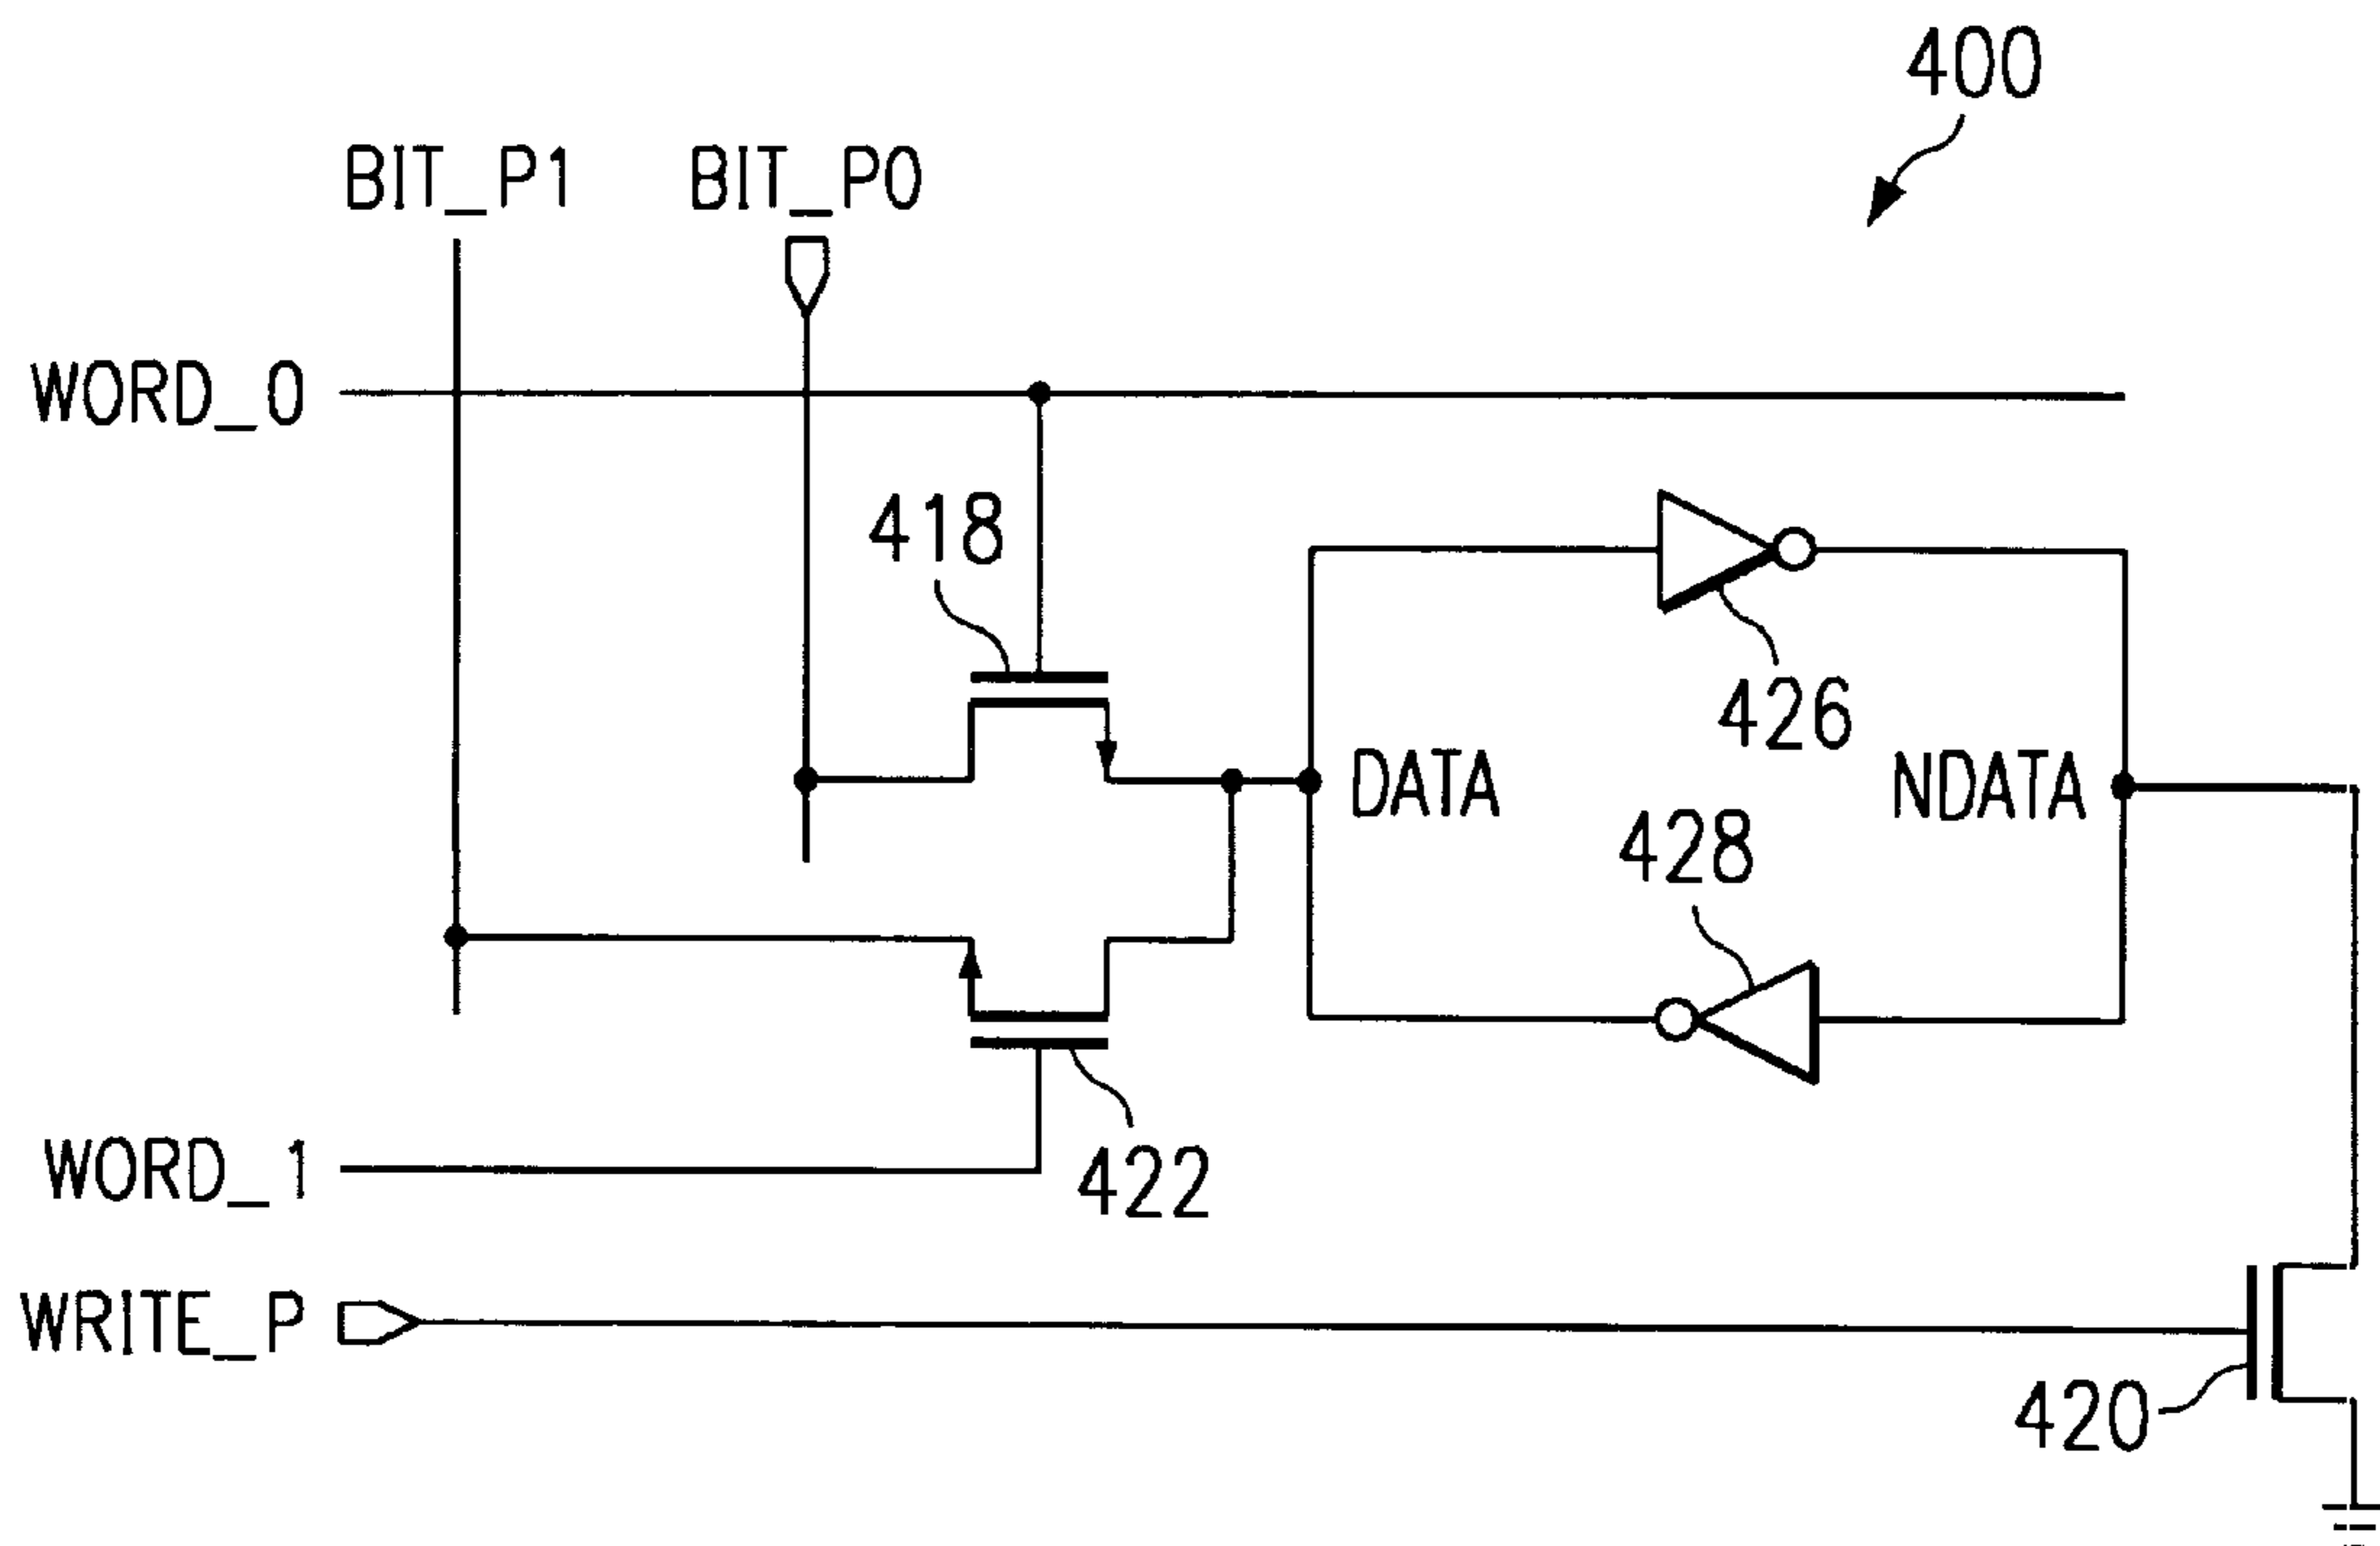 400
BIT_P1
BIT_P0
WORD_0
418
426
DATA
NDATA
428
WORD_1
422
WRITE_P
420